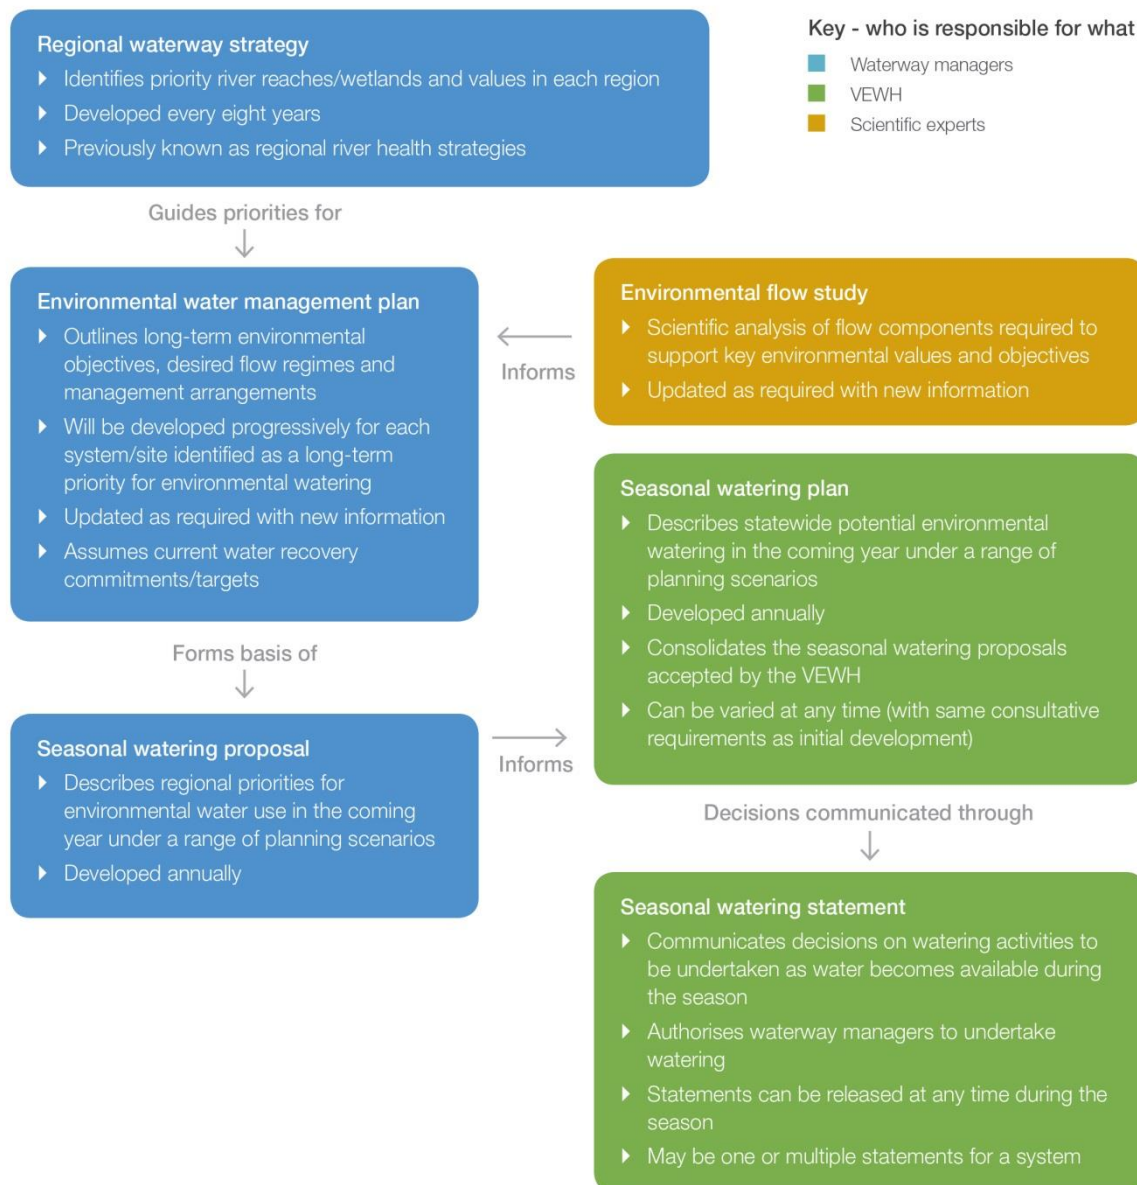 Regional waterway strategy
Identifies priority river reaches/wetlands and values in each region
Developed every eight years
Previously known as regional river health strategies
Key - who is responsible for what
Waterway managers
VEWH
Scientific experts
Guides priorities for
Environmental water management plan
Outlines long-term environmental
objectives, desired flow regimes and
management arrangements
Will be developed progressively for each
system/site identified as a long-term
priority for environmental watering
Updated as required with new information
Assumes current water recovery
commitments/targets
Informs
Environmental flow study
Scientific analysis of flow components required to
support key environmental values and objectives
Updated as required with new information
Forms basis of
Seasonal watering proposal
Describes regional priorities for
environmental water use in the coming
year under a range of planning scenarios
Developed annually
Informs
Seasonal watering plan
Describes statewide potential environmental
watering in the coming year under a range of
planning scenarios
Developed annually
Consolidates the seasonal watering proposals
accepted by the VEWH
Can be varied at any time (with same consultative
requirements as initial development)
Decisions communicated through
Seasonal watering statement
Communicates decisions on watering activities to
be undertaken as water becomes available during
the season
Authorises waterway managers to undertake
watering
Statements can be released at any time during the
season
May be one or multiple statements for a system